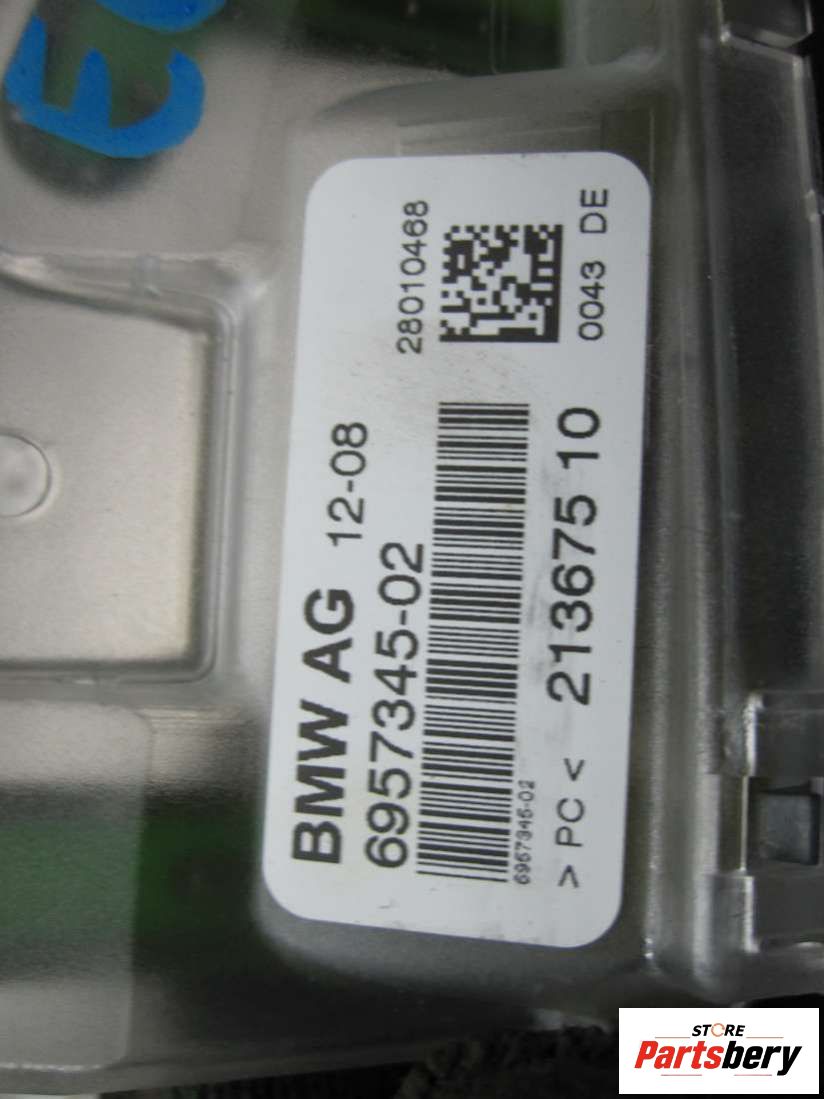 BMW AG 12-08
6957345-02
28010468
6957345-02
> PC < 213675 10
0043 DE
STORE
Partsbery